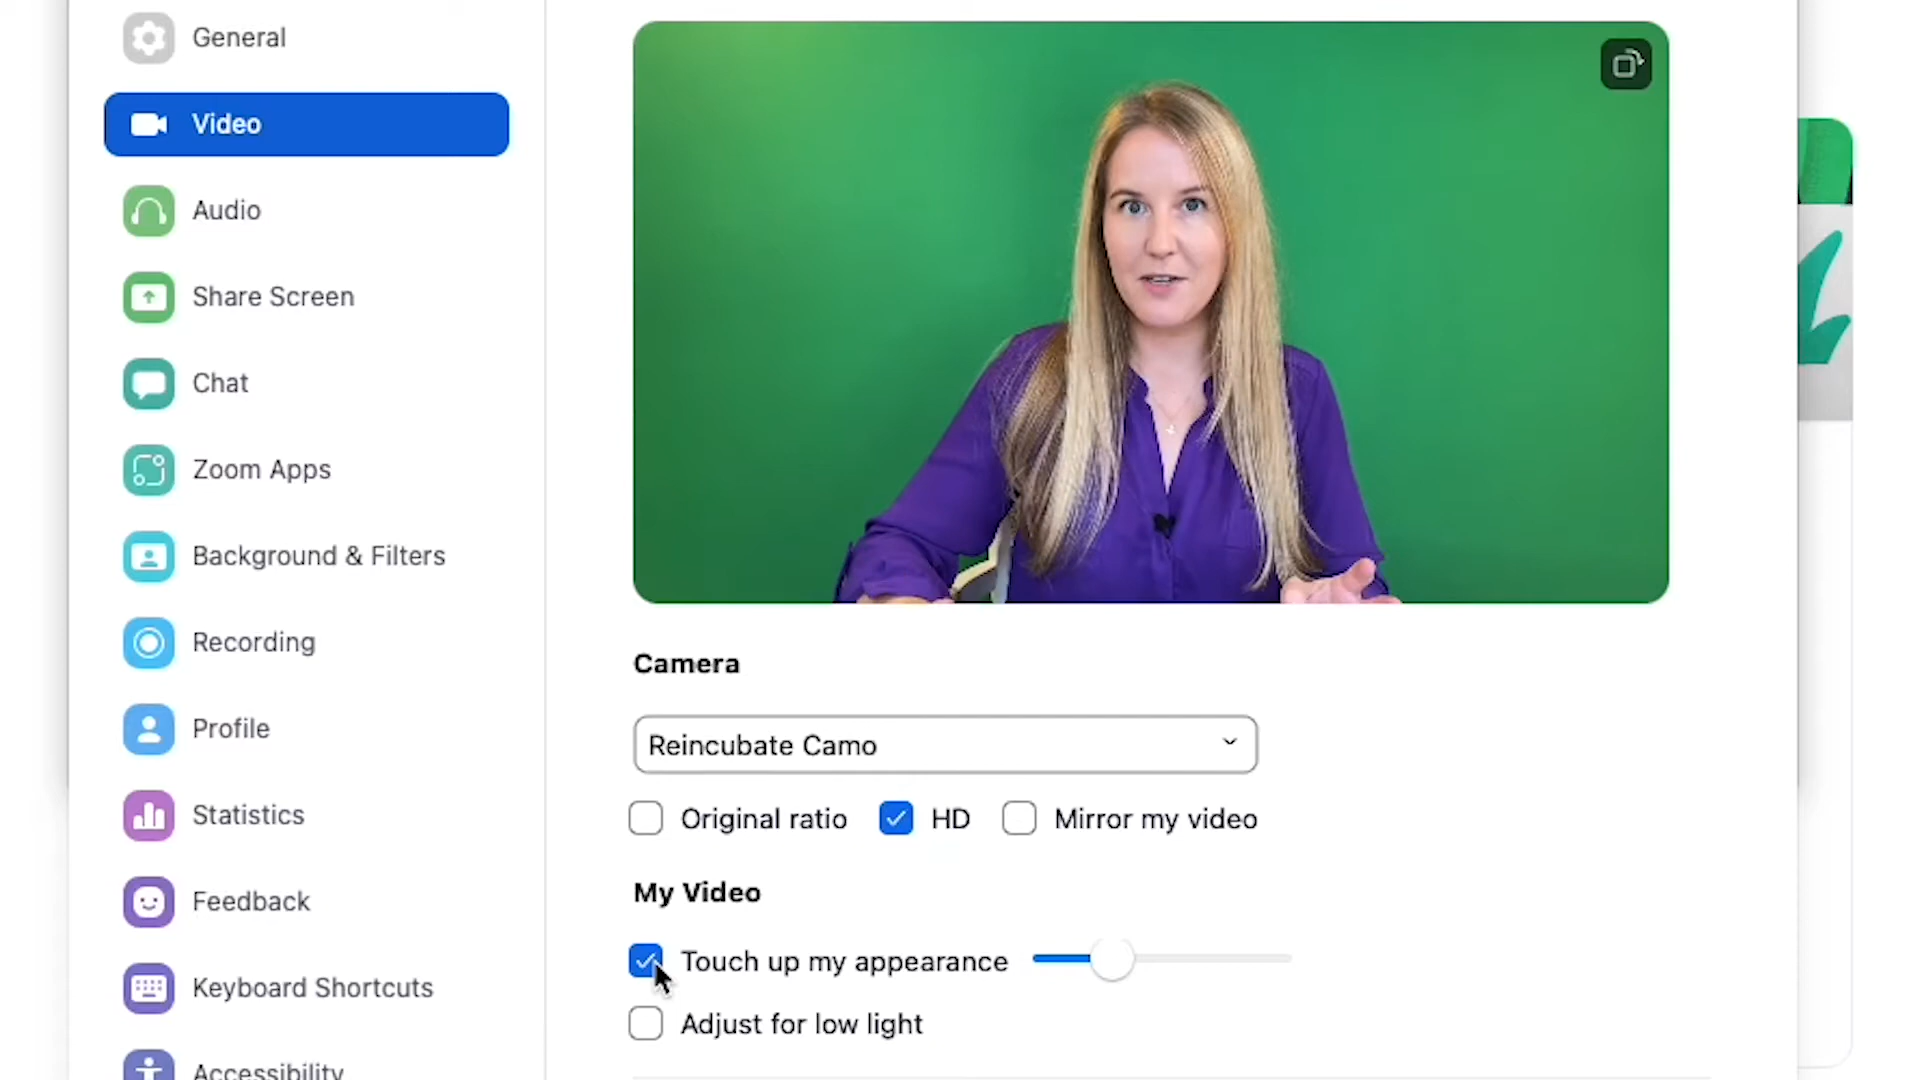 General
Video
Audio
Share Screen
Chat
Zoom Apps
Background & Filters
Recording
Profile
Statistics
Feedback
Keyboard Shortcuts
Accessibility
Camera
Reincubate Camo
Original ratio
HD
Mirror my video
My Video
Touch up my appearance
Adjust for low light